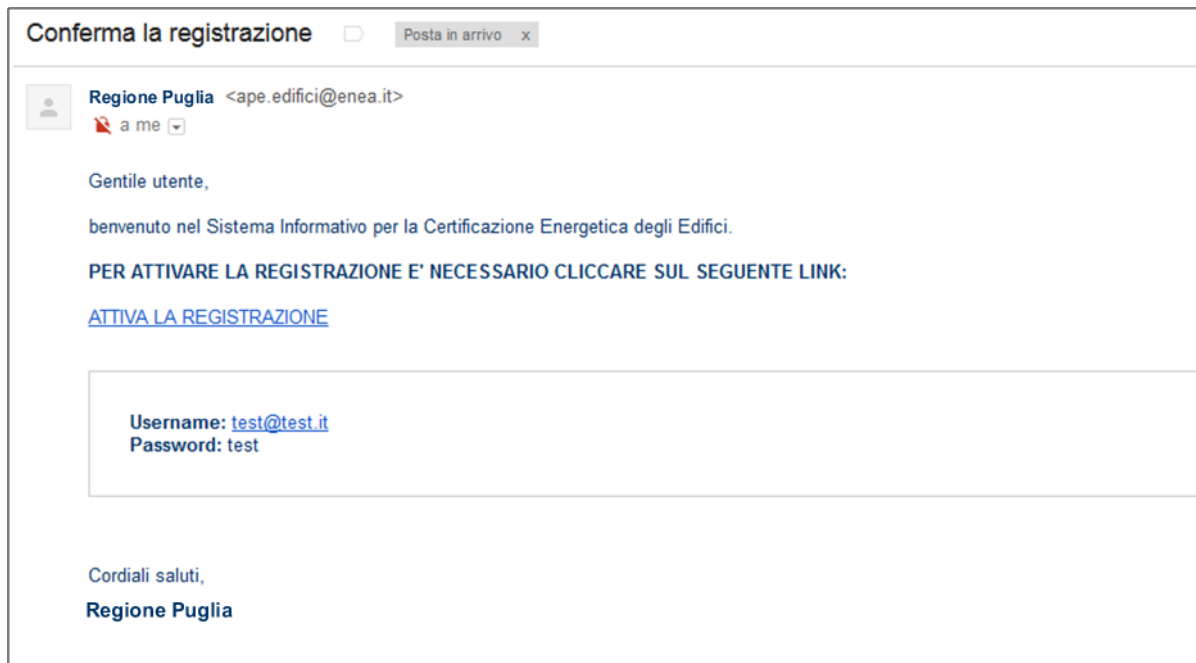 Conferma la registrazione
Posta in arrivo x
Regione Puglia <ape.edifici@enea.it>
a me
Gentile utente,
benvenuto nel Sistema Informativo per la Certificazione Energetica degli Edifici.
PER ATTIVARE LA REGISTRAZIONE E' NECESSARIO CLICCARE SUL SEGUENTE LINK:
ATTIVA LA REGISTRAZIONE
Username: test@test.it
Password: test
Cordiali saluti,
Regione Puglia